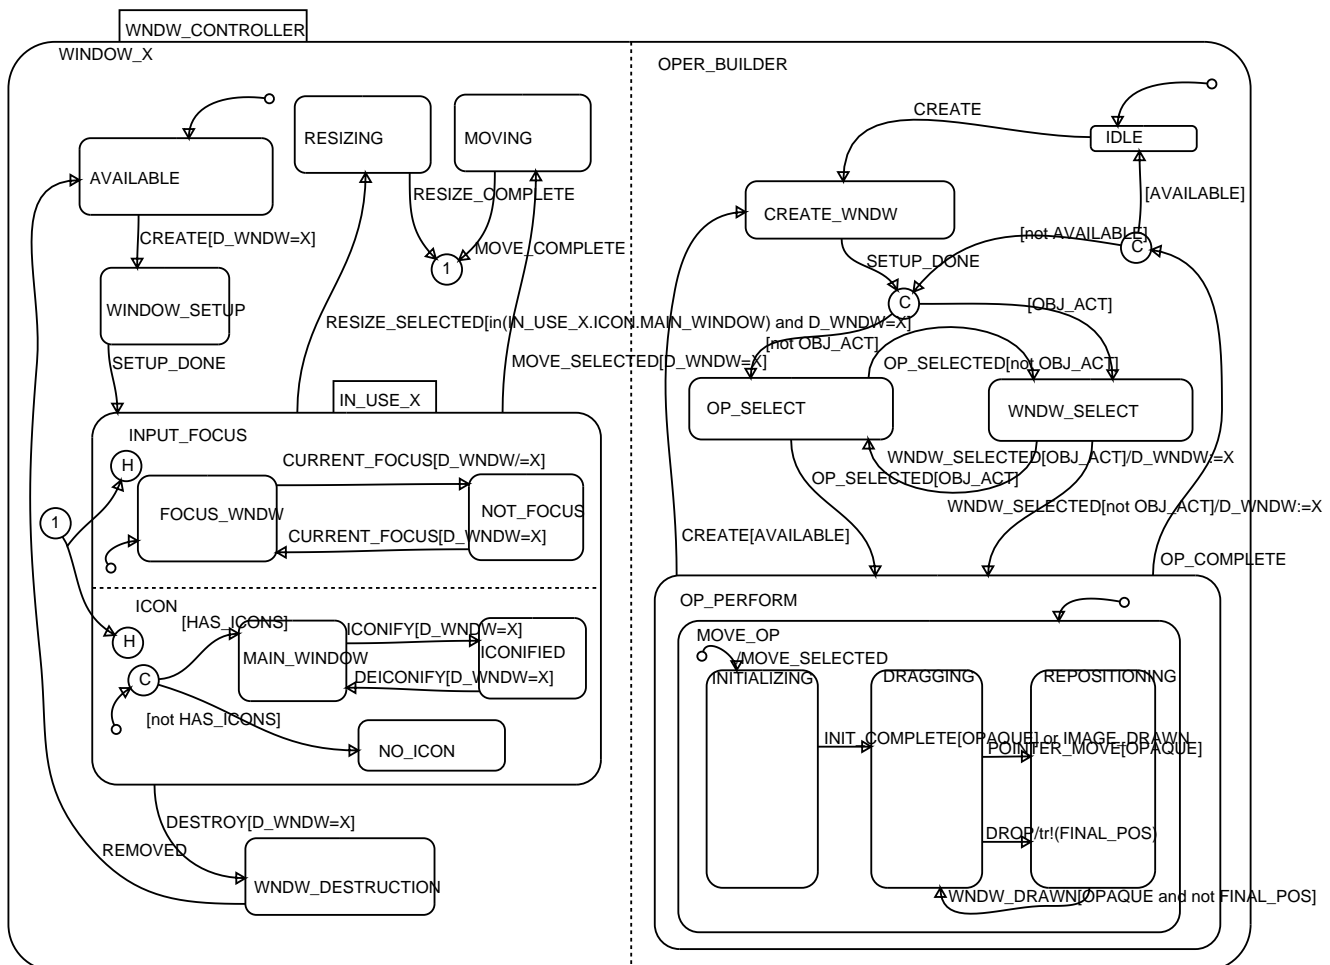 WNDW_CONTROLLER
WINDOW_X
OPER_BUILDER
CREATE
RESIZING
MOVING
IDLE
AVAILABLE
RESIZE_COMPLETE
[AVAILABLE]
CREATE_WNDW
CREATE[D_WNDW=X]
[not AVAILABLE]
C
MOVE_COMPLETE
SETUP_DONE
1
WINDOW_SETUP
C
[OBJ_ACT]
RESIZE_SELECTED[in(IN_USE_X.ICON.MAIN_WINDOW) and D_WNDW=X]
[not OBJ_ACT]
SETUP_DONE
MOVE_SELECTED[D_WNDW=X]
OP_SELECTED[not OBJ_ACT]
IN_USE_X
OP_SELECT
WNDW_SELECT
INPUT_FOCUS
H
CURRENT_FOCUS[D_WNDW/=X]
WNDW_SELECTED[OBJ_ACT]/D_WNDW:=X
OP_SELECTED[OBJ_ACT]
FOCUS_WNDW
NOT_FOCUS
WNDW_SELECTED[not OBJ_ACT]/D_WNDW:=X
1
CURRENT_FOCUS[D_WNDW=X]
CREATE[AVAILABLE]
OP_COMPLETE
ICON
OP_PERFORM
[HAS_ICONS]
ICONIFY[D_WNDW=X]
H
MOVE_OP
MAIN_WINDOW
ICONIFIED
/MOVE_SELECTED
C
DEICONIFY[D_WNDW=X]
INITIALIZING
DRAGGING
REPOSITIONING
[not HAS_ICONS]
NO_ICON
INIT_COMPLETE[OPAQUE] or IMAGE_DRAWN
POINTER_MOVE[OPAQUE]
DESTROY[D_WNDW=X]
DROP/tr!(FINAL_POS)
REMOVED
WNDW_DESTRUCTION
WNDW_DRAWN[OPAQUE and not FINAL_POS]